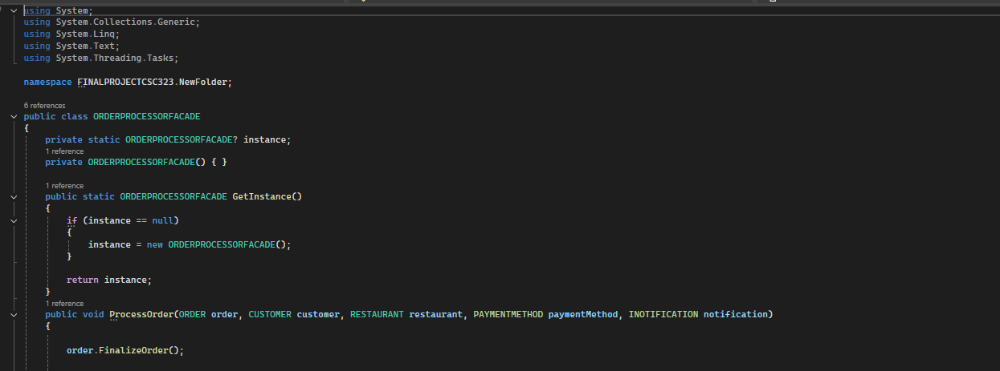 using System;
using System.Collections.Generic;
using System.Linq;
using System.Text;
using System.Threading.Tasks;
namespace FINALPROJECTCSC323.NewFolder;
6 references
public class ORDERPROCESSORFACADE
{
private static ORDERPROCESSORFACADE? instance;
1 reference
private ORDERPROCESSORFACADE() { }
1 reference
public static ORDERPROCESSORFACADE GetInstance()
{
if (instance == null)
{
instance = new ORDERPROCESSORFACADE();
}
return instance;
}
1 reference
public void ProcessOrder(ORDER order, CUSTOMER customer, RESTAURANT restaurant, PAYMENTMETHOD paymentMethod, INOTIFICATION notification)
{
order.FinalizeOrder();